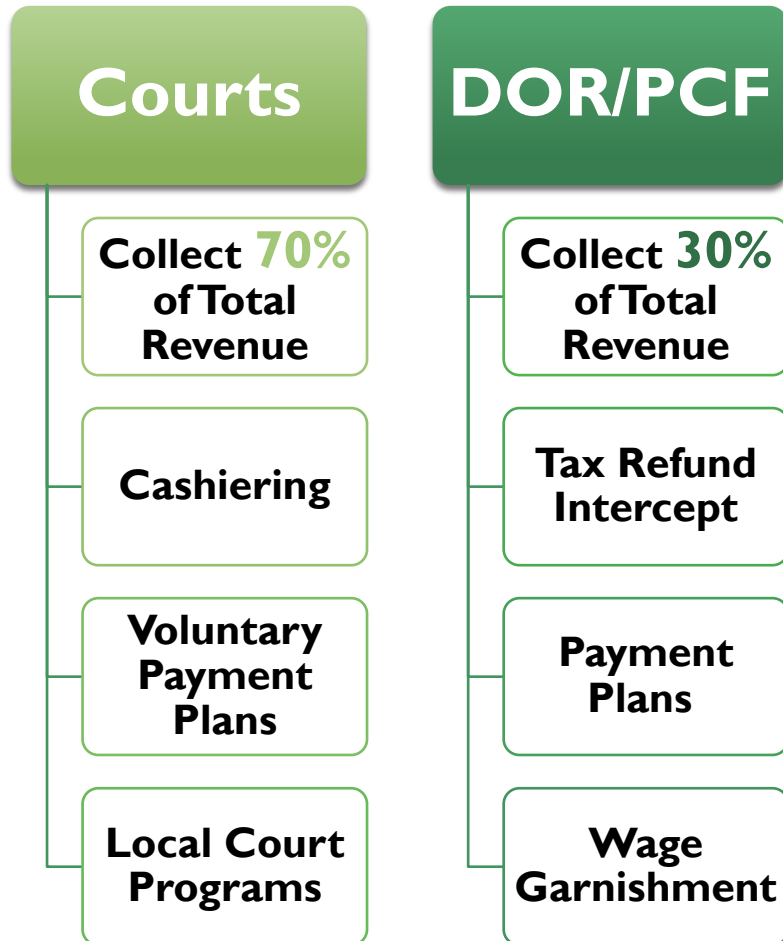 Courts
Collect 70%
of Total
Revenue
Cashiering
Voluntary
Payment
Plans
Local Court
Programs
DOR/PCF
Collect 30%
of Total
Revenue
Tax Refund
Intercept
Payment
Plans
Wage
Garnishment